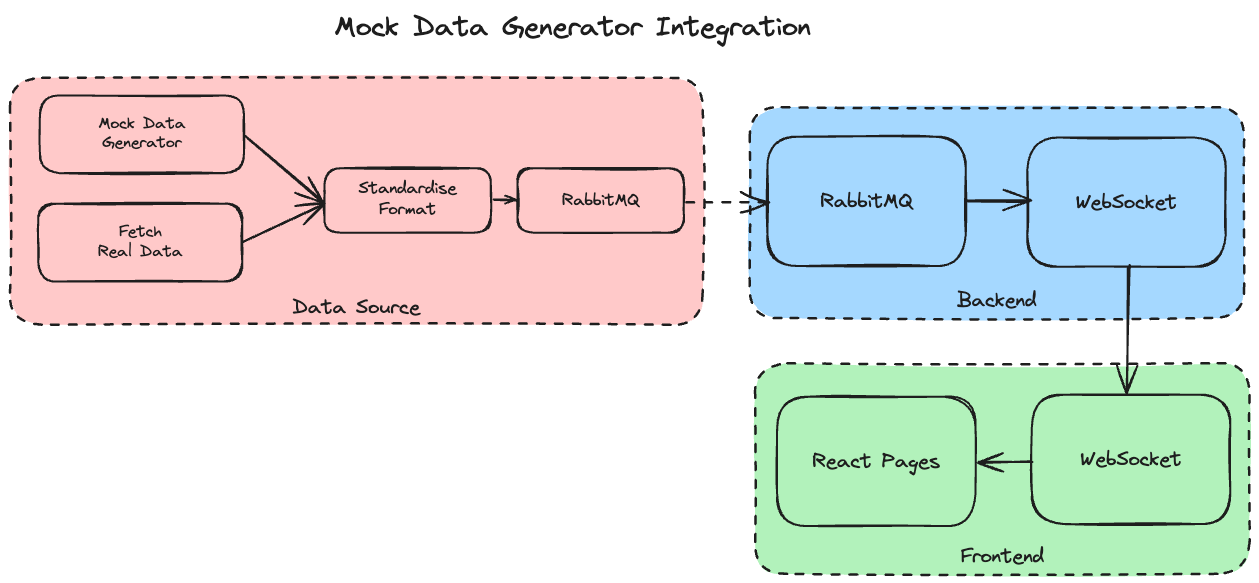 Mock Data Generator Integration
Mock Data
Generator
Fetch
Real Data
Standardise
Format
RabbitMQ
Data Source
RabbitMQ
WebSocket
Backend
React Pages
WebSocket
Frontend